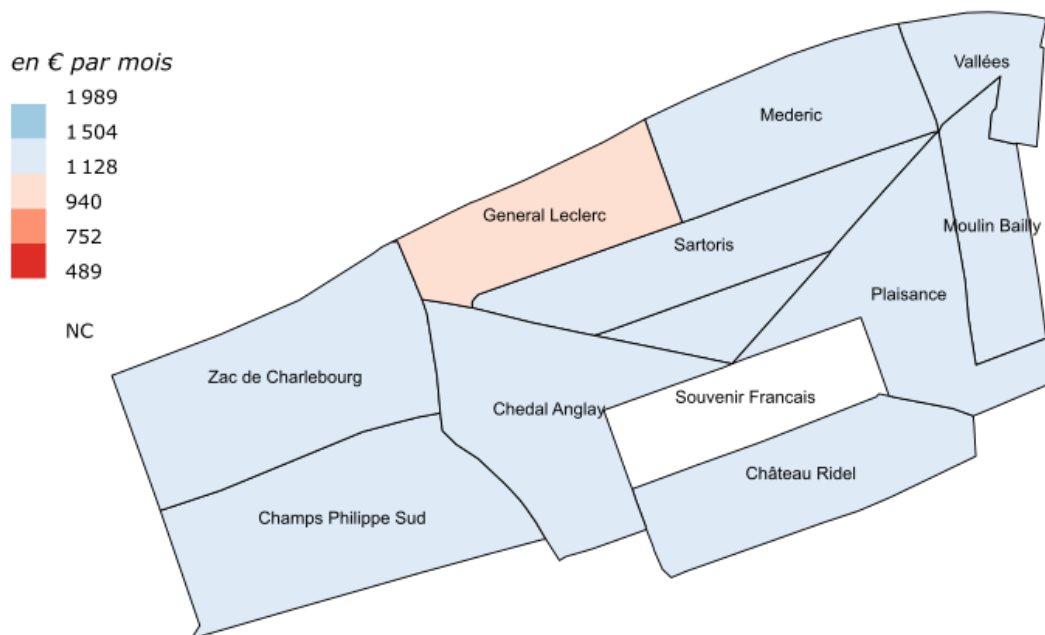 en € par mois
1 989
1 504
1 128
940
752
489
NC
Vallées
Mederic
General Leclerc
Moulin Bailly
Sartoris
Plaisance
Zac de Charlebourg
Souvenir Francais
Chedal Anglay
Château Ridel
Champs Philippe Sud